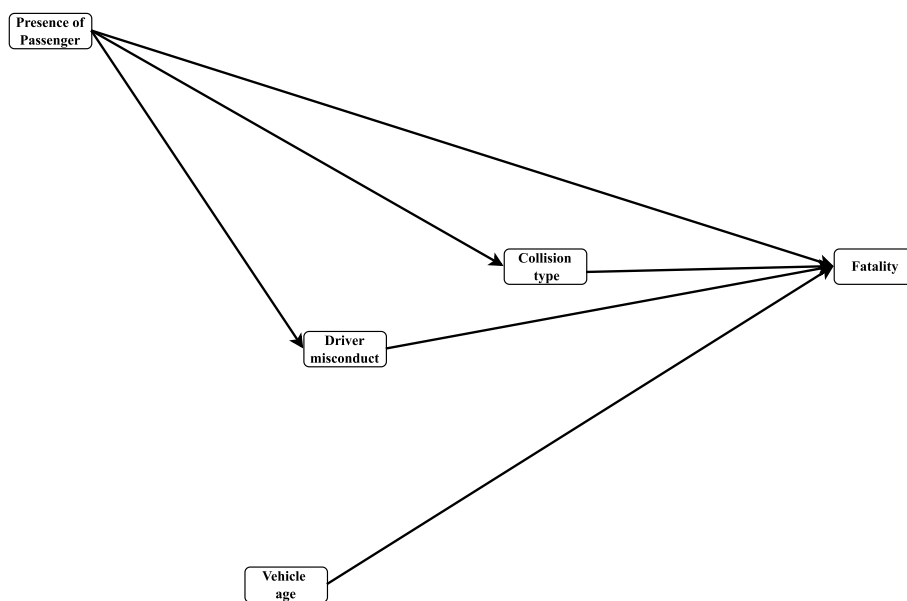 Presence of
Passenger
Collision
type
Fatality
Driver
misconduct
Vehicle
age